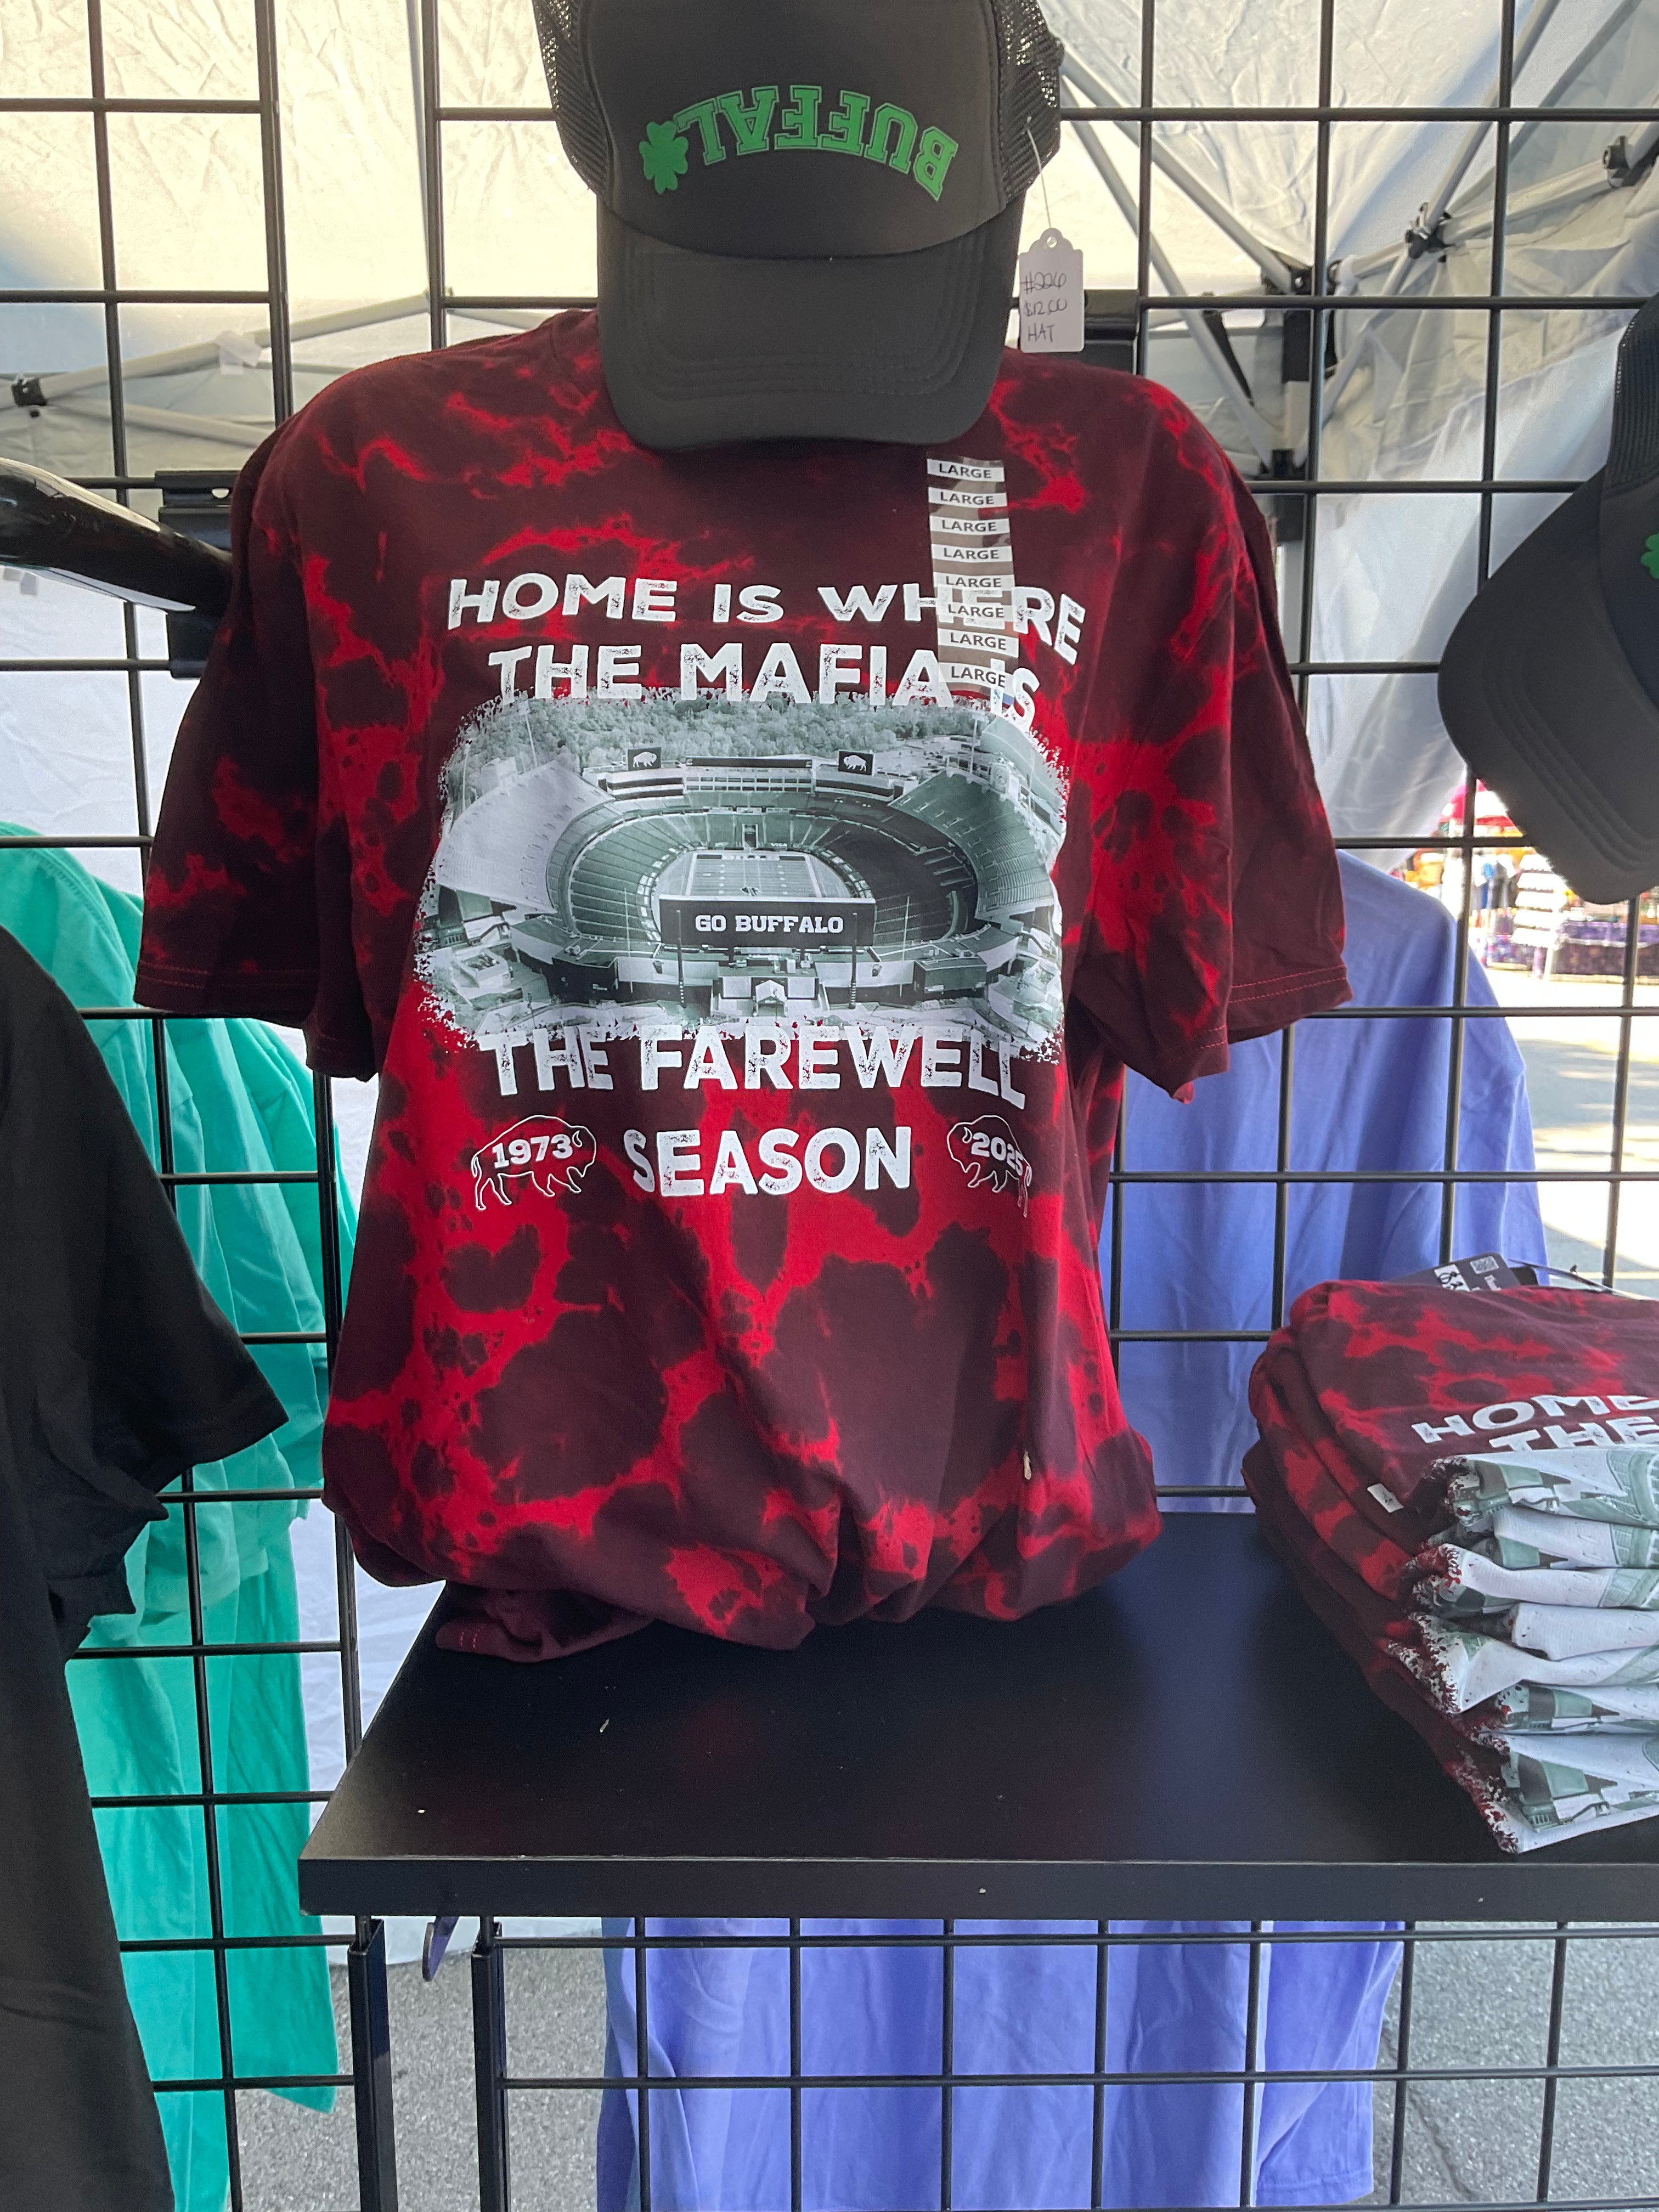 BUFFAL
#226
$12.00
HAT
LARGE
LARGE
LARGE
LARGE
LARGE
LARGE
LARGE
LARGE
HOME IS WHERE
THE MAFIA IS
GO BUFFALO
THE FAREWELL
1973 SEASON 2025
HOME
THE